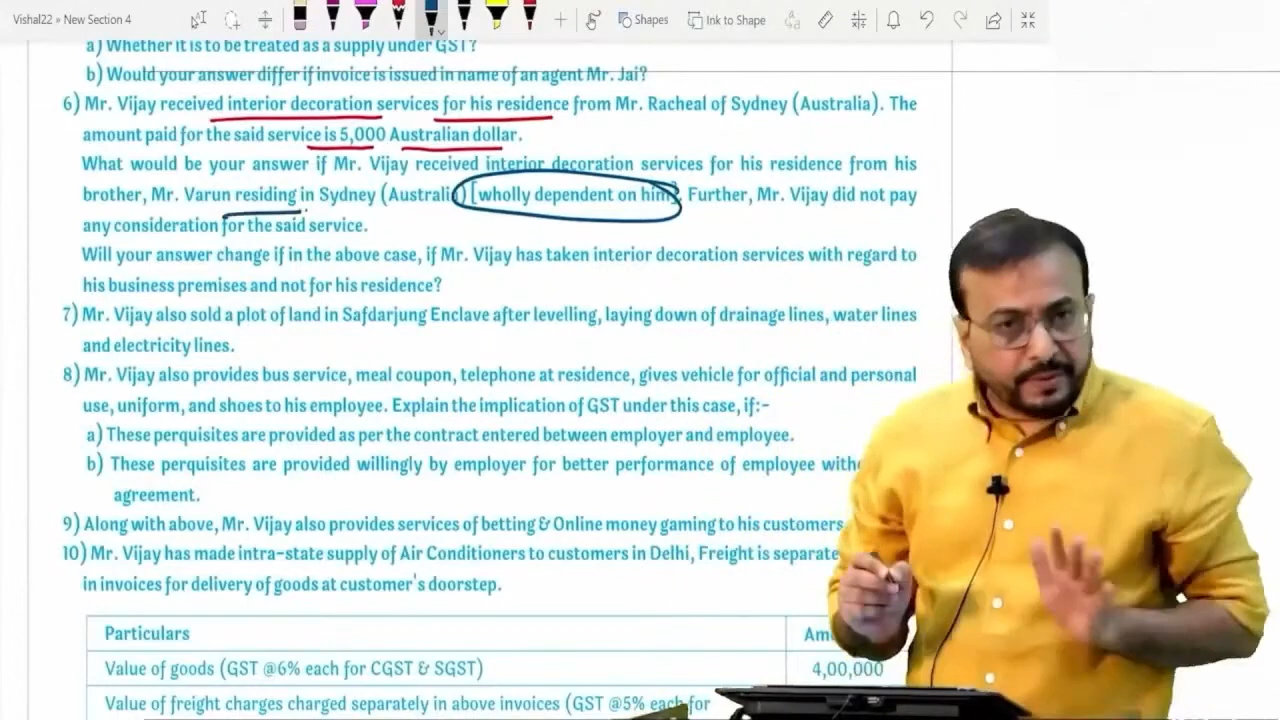 Vishal22 » New Section 4
Shapes
Ink to Shape
a) Whether it is to be treated as a supply under GST?
b) Would your answer differ if invoice is issued in name of an agent Mr. Jai?
6) Mr. Vijay received interior decoration services for his residence from Mr. Racheal of Sydney (Australia). The
amount paid for the said service is 5,000 Australian dollar.
What would be your answer if Mr. Vijay received interior decoration services for his residence from his
brother, Mr. Varun residing in Sydney (Australia) [wholly dependent on him]. Further, Mr. Vijay did not pay
any consideration for the said service.
Will your answer change if in the above case, if Mr. Vijay has taken interior decoration services with regard to
his business premises and not for his residence?
7) Mr. Vijay also sold a plot of land in Safdarjung Enclave after levelling, laying down of drainage lines, water lines
and electricity lines.
8) Mr. Vijay also provides bus service, meal coupon, telephone at residence, gives vehicle for official and personal
use, uniform, and shoes to his employee. Explain the implication of GST under this case, if:-
a) These perquisites are provided as per the contract entered between employer and employee.
b) These perquisites are provided willingly by employer for better performance of employee
agreement.
9) Along with above, Mr. Vijay also provides services of betting & Online money gaming to his customers
10) Mr. Vijay has made intra-state supply of Air Conditioners to customers in Delhi, Freight is
in invoices for delivery of goods at customer's doorstep.
Particulars
Value of goods (GST @6% each for CGST & SGST) 4,00,000
Value of freight charges charged separately in above invoices (GST @5% each for